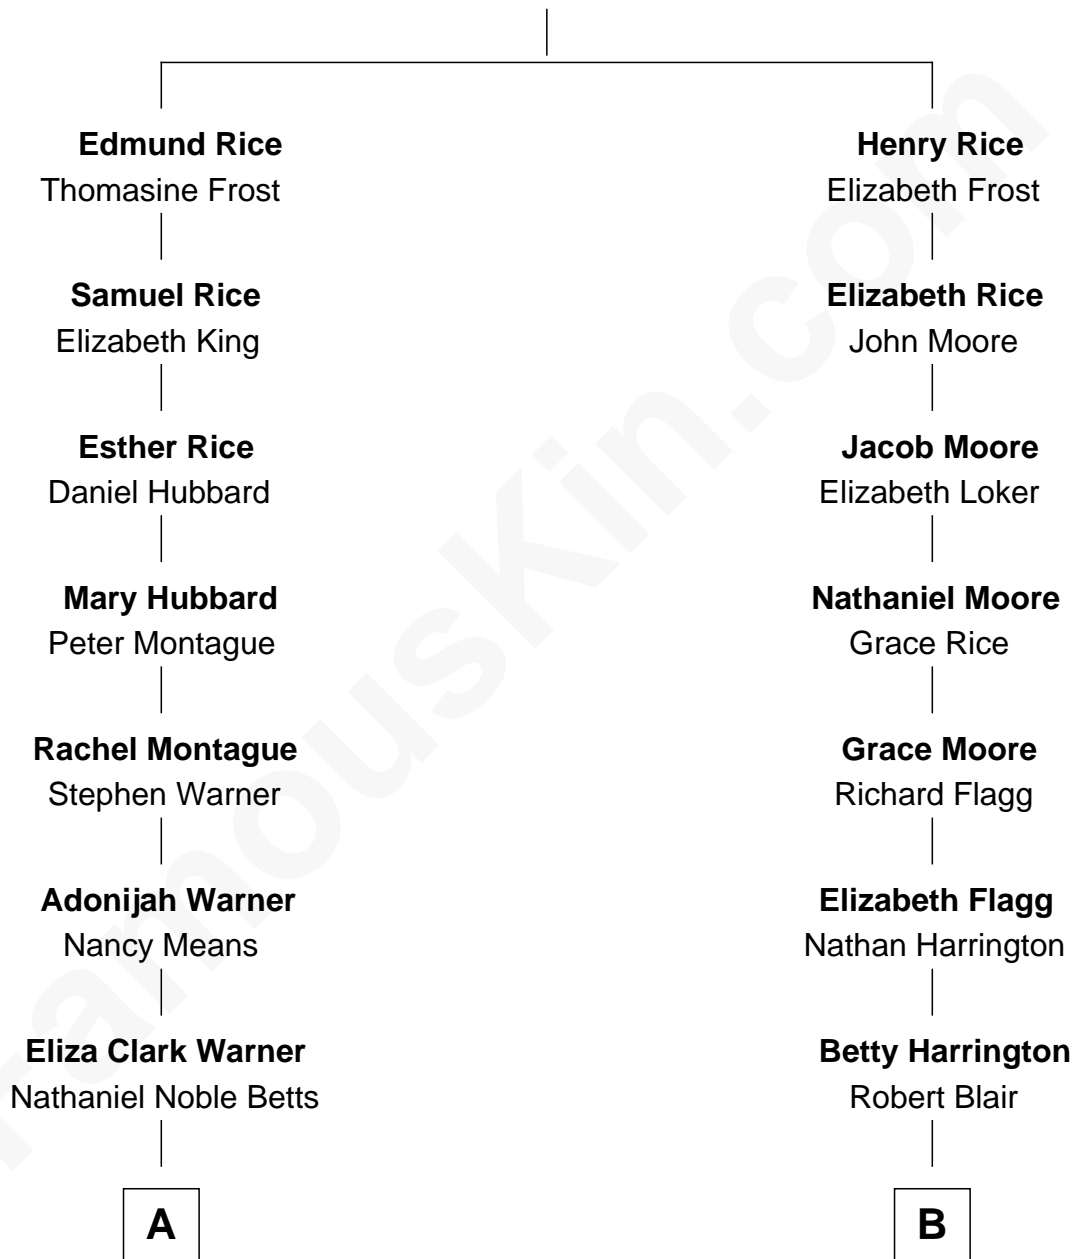 Edmund Rice
Thomasine Frost
Samuel Rice
Elizabeth King
Esther Rice
Daniel Hubbard
Mary Hubbard
Peter Montague
Rachel Montague
Stephen Warner
Adonijah Warner
Nancy Means
Eliza Clark Warner
Nathaniel Noble Betts
A
Henry Rice
Elizabeth Frost
Elizabeth Rice
John Moore
Jacob Moore
Elizabeth Loker
Nathaniel Moore
Grace Rice
Grace Moore
Richard Flagg
Elizabeth Flagg
Nathan Harrington
Betty Harrington
Robert Blair
B
FamousKin.com